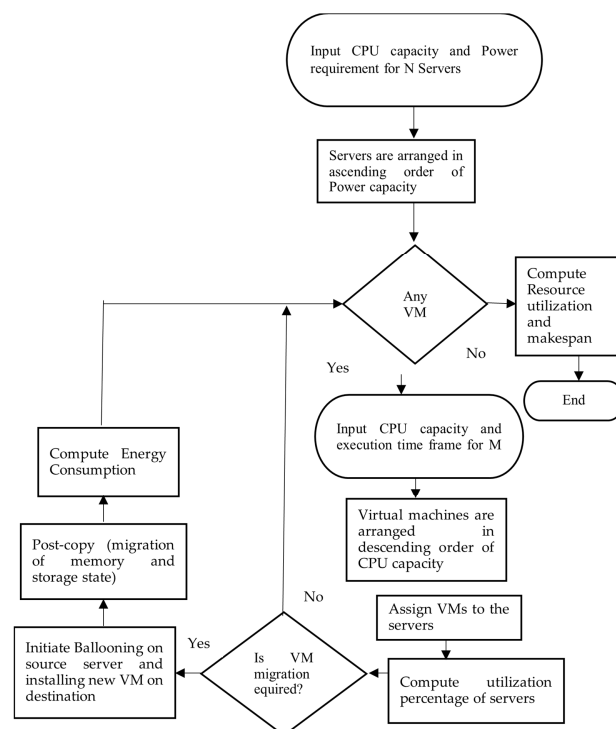 Input CPU capacity and Power
requirement for N Servers
Servers are arranged in
ascending order of
Power capacity
Any
VM
Compute
Resource
utilization
and
makespan
No
Yes
End
Input CPU capacity and
execution time frame for M
Compute Energy
Consumption
Virtual machines are
arranged in
descending order of
CPU capacity
Post-copy (migration
of memory and
storage state)
No
Assign VMs to the
servers
Yes
Initiate Ballooning on
source server and
installing new VM on
destination
Is VM
migration
equired?
Compute utilization
percentage of servers